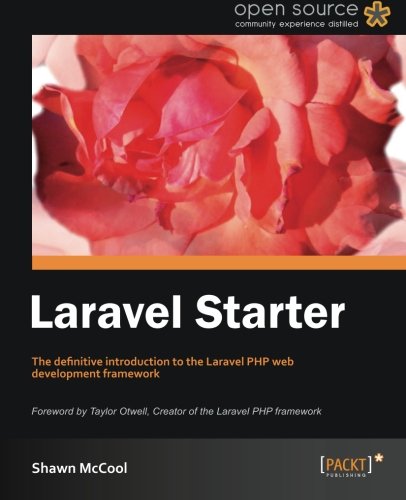 open source
community experience distilled
Laravel Starter
The definitive introduction to the Laravel PHP web
development framework
Foreword by Taylor Otwell, Creator of the Laravel PHP framework
Shawn McCool
[PACKT]*
PUBLISHING